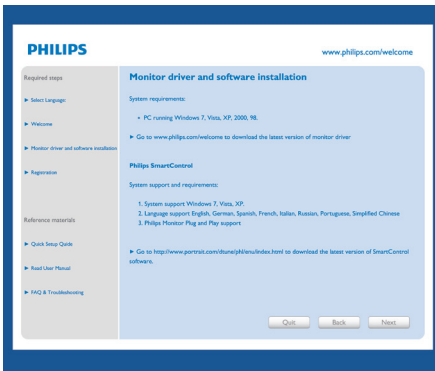 PHILIPS
www.philips.com/welcome
Required steps
► Select Language:
► Welcome
► Monitor driver and software installation
► Registration
Reference materials
► Quick Setup Quide
► Read User Manual
► FAQ & Troubleshooting
Monitor driver and software installation
System requirements:
• PC running Windows 7, Vista, XP, 2000, 98.
► Go to www.philips.com/welcome to download the latest version of monitor driver
Philips SmartControl
System support and requirements:
1. System support Windows 7, Vista, XP.
2. Language support English, German, Spanish, French, Italian, Russian, Portuguese, Simplified Chinese
3. Philips Monitor Plug and Play support
► Go to http://www.portrait.com/dtune/phl/enu/index.html to download the latest version of SmartControl
software.
Quit
Back
Next